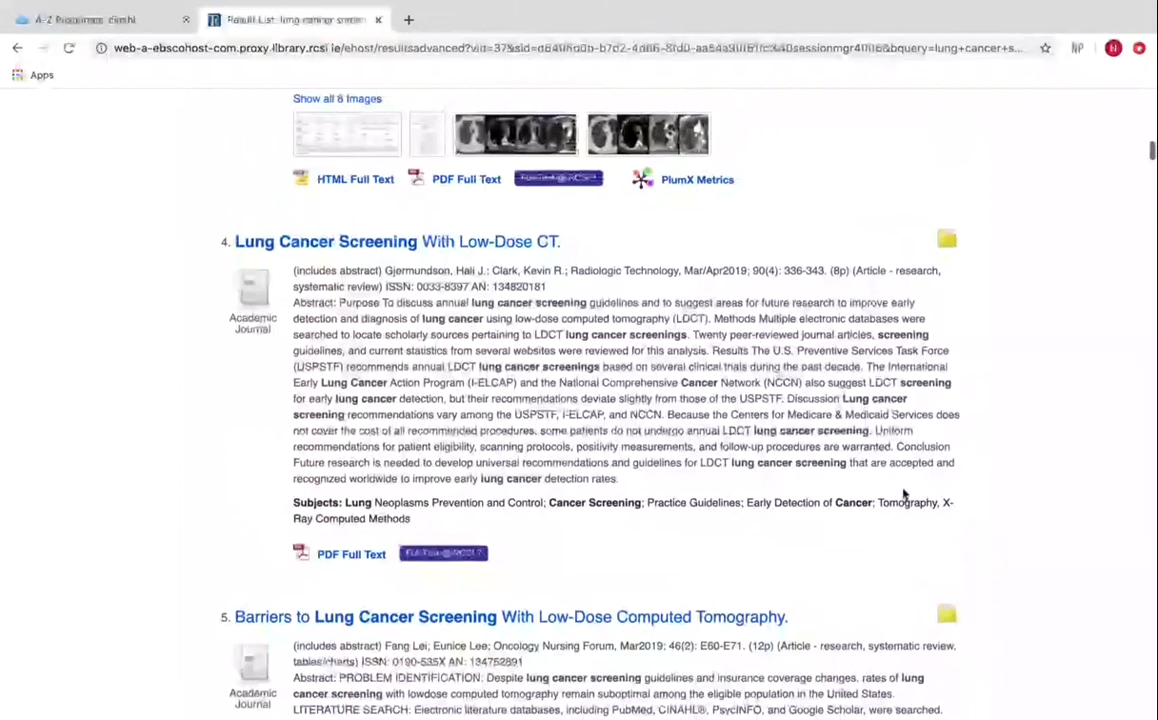 Result List: lung cancer screen
web-a-ebscohost-com.proxy.library.rcsi
Apps
Show all 8 Images
HTML Full Text PDF Full Text PlumX Metrics
4. Lung Cancer Screening With Low-Dose CT.
(includes abstract) Gjermundson, Hali J.; Clark, Kevin R.; Radiologic Technology, Mar/Apr2019; 90(4): 336-343. (8p) (Article - research,
systematic review) ISSN: 0033-8397 AN: 134820181
Academic
Journal
Abstract: Purpose To discuss annual lung cancer screening guidelines and to suggest areas for future research to improve early
detection and diagnosis of lung cancer using low-dose computed tomography (LDCT). Methods Multiple electronic databases were
searched to locate scholarly sources pertaining to LDCT lung cancer screenings. Twenty peer-reviewed journal articles, screening
guidelines, and current statistics from several websites were reviewed for this analysis. Results The U.S. Preventive Services Task Force
(USPSTF) recommends annual LDCT lung cancer screenings based on several clinical trials during the past decade. The International
Early Lung Cancer Action Program (I-ELCAP) and the National Comprehensive Cancer Network (NCCN) also suggest LDCT screening
for early lung cancer detection, but their recommendations deviate slightly from those of the USPSTF. Discussion Lung cancer
screening recommendations vary among the USPSTF, I-ELCAP, and NCCN. Because the Centers for Medicare & Medicaid Services does
not cover the cost of all recommended procedures, some patients do not undergo annual LDCT lung cancer screening. Uniform
recommendations for patient eligibility, scanning protocols, positivity measurements, and follow-up procedures are warranted. Conclusion
Future research is needed to develop universal recommendations and guidelines for LDCT lung cancer screening that are accepted and
recognized worldwide to improve early lung cancer detection rates.
Subjects: Lung Neoplasms Prevention and Control; Cancer Screening; Practice Guidelines; Early Detection of Cancer; Tomography, X-
Ray Computed Methods
PDF Full Text
5. Barriers to Lung Cancer Screening With Low-Dose Computed Tomography.
(includes abstract) Fang Lei; Eunice Lee; Oncology Nursing Forum, Mar2019; 46(2): E60-E71. (12p) (Article - research, systematic review,
tables/charts) ISSN: 0190-535X AN: 134752891
Academic
Journal
Abstract: PROBLEM IDENTIFICATION: Despite lung cancer screening guidelines and insurance coverage changes, rates of lung
cancer screening with lowdose computed tomography remain suboptimal among the eligible population in the United States.
LITERATURE SEARCH: Electronic literature databases, including PubMed, CINAHL®, PsycINFO, and Google Scholar, were searched.